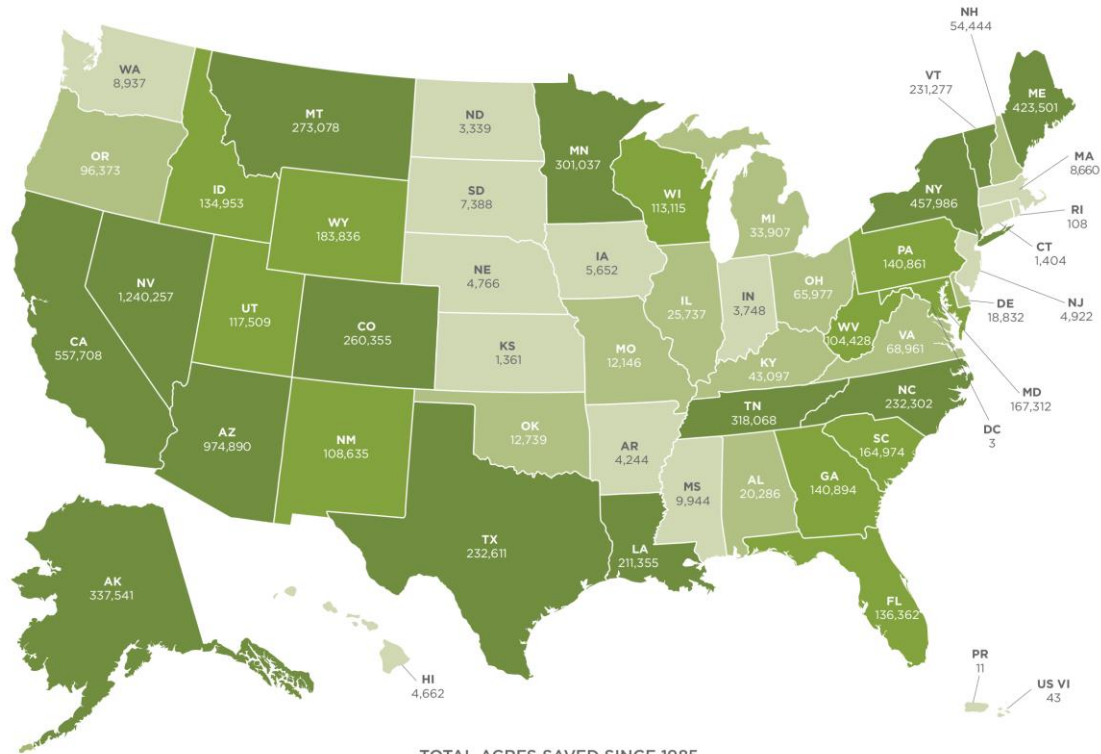 NH
54,444
WA
8,937
VT
231,277
ME
423,501
MT
273,078
ND
3,339
MN
301,037
OR
96,373
ID
134,953
MA
8,660
WI
113,115
NY
457,986
SD
7,388
WY
183,836
MI
33,907
RI
108
CT
1,404
PA
140,861
IA
5,652
NE
4,766
NV
1,240,257
OH
65,977
NJ
4,922
DE
18,832
IL
25,737
IN
3,748
UT
117,509
CO
260,355
WV
104,428
VA
68,961
CA
557,708
KS
1,361
MO
12,146
KY
43,097
MD
167,312
NC
232,302
TN
318,068
DC
3
AZ
974,890
NM
108,635
OK
12,739
AR
4,244
SC
164,974
MS
9,944
AL
20,286
GA
140,894
TX
232,611
LA
211,355
AK
337,541
FL
136,362
HI
4,662
PR
11
US VI
43